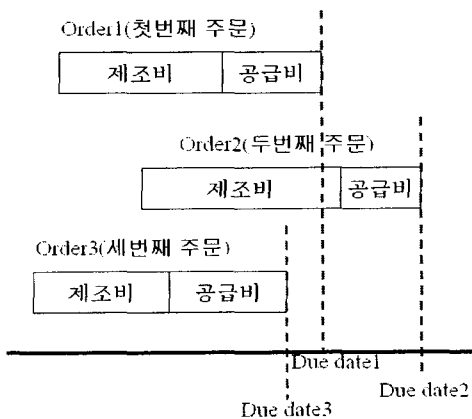 Order1(첫번째 주문)
제조비 공급비
Order2(두번째 주문)
제조비 공급비
Order3(세번째 주문)
제조비 공급비
Due date1
Due date2
Due date3